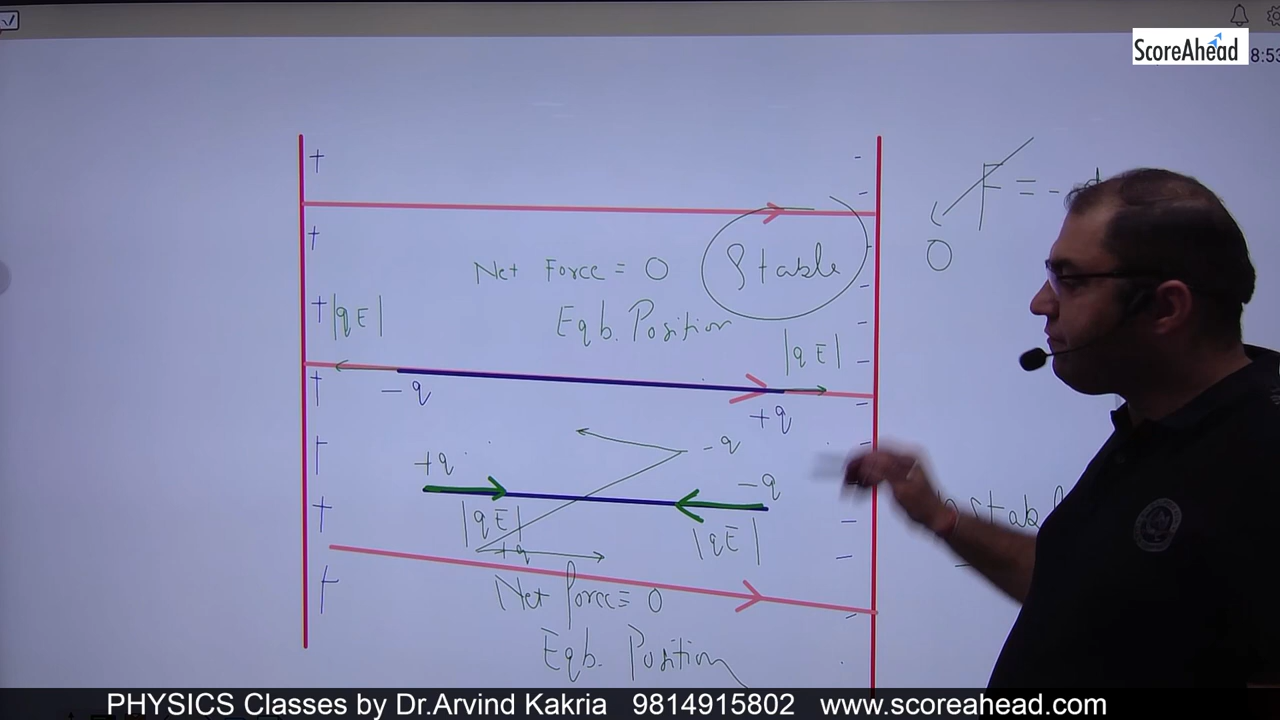 ScoreAhead
8:53
+ -
-
+
Net Force = 0 Stable
F = -
0
+ |qE| Eqb. Position
|qE|
+ -q +q
+ -q
+q -q
|qE| |qE|
+q
Net force = 0
Eqb. Position
PHYSICS Classes by Dr.Arvind Kakria 9814915802 www.scoreahead.com